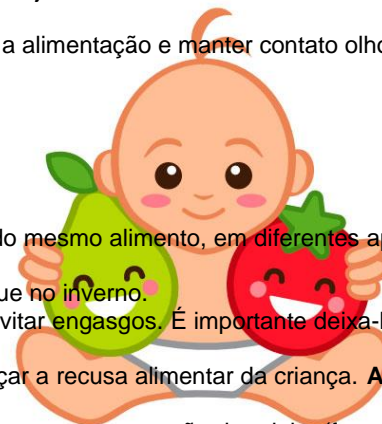 a alimentação e manter contato olho
do mesmo alimento, em diferentes ap
ue no inverno.
vitar engasgos. É importante deixa-l
çar a recusa alimentar da criança. A